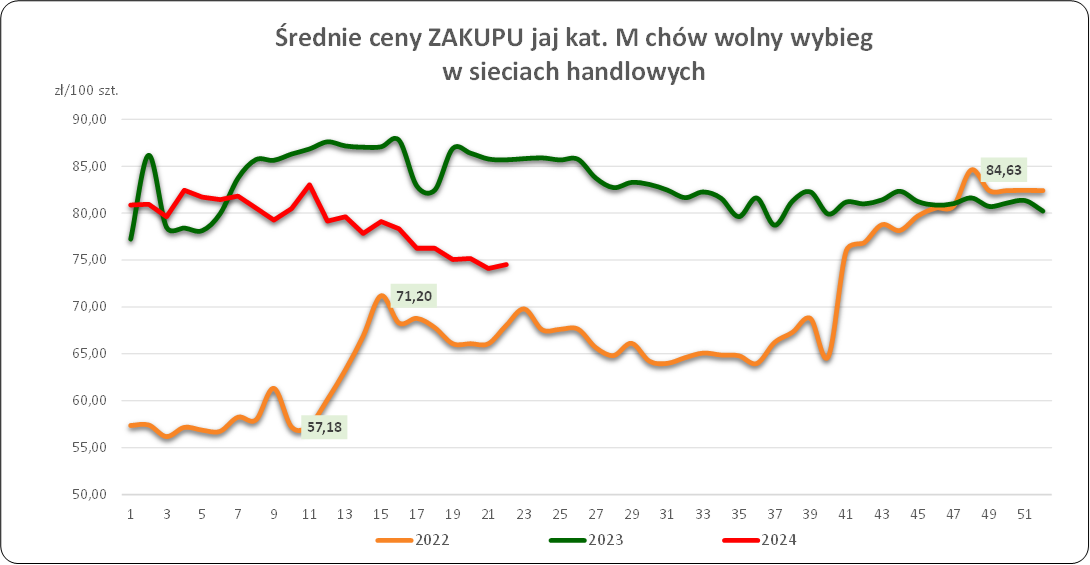 Średnie ceny ZAKUPU jaj kat. M chów wolny wybieg
w sieciach handlowych
zł/100 szt.
90,00
85,00
80,00
75,00
70,00
65,00
60,00
55,00
50,00
84,63
71,20
57,18
1 3 5 7 9 11 13 15 17 19 21 23 25 27 29 31 33 35 37 39 41 43 45 47 49 51
2022 2023 2024